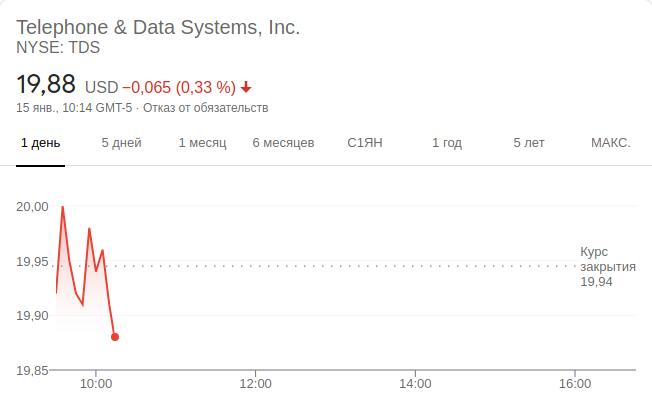 Telephone & Data Systems, Inc.
NYSE: TDS
19,88 USD −0,065 (0,33 %)
15 янв., 10:14 GMT-5 · Отказ от обязательств
1 день 5 дней 1 месяц 6 месяцев С1ЯН 1 год 5 лет МАКС.
20,00
19,95
19,90
19,85
Курс
закрытия
19,94
10:00 12:00 14:00 16:00